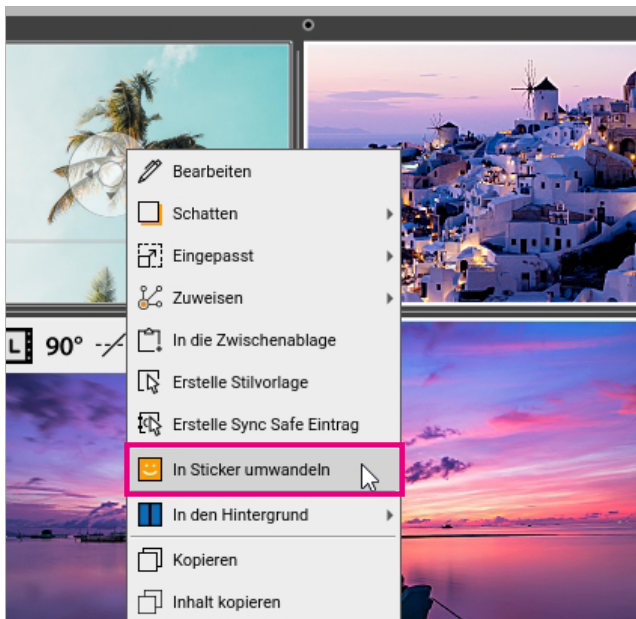 Bearbeiten
Schatten
Eingepasst
Zuweisen
L 90°
In die Zwischenablage
Erstelle Stilvorlage
Erstelle Sync Safe Eintrag
In Sticker umwandeln
In den Hintergrund
Kopieren
Inhalt kopieren